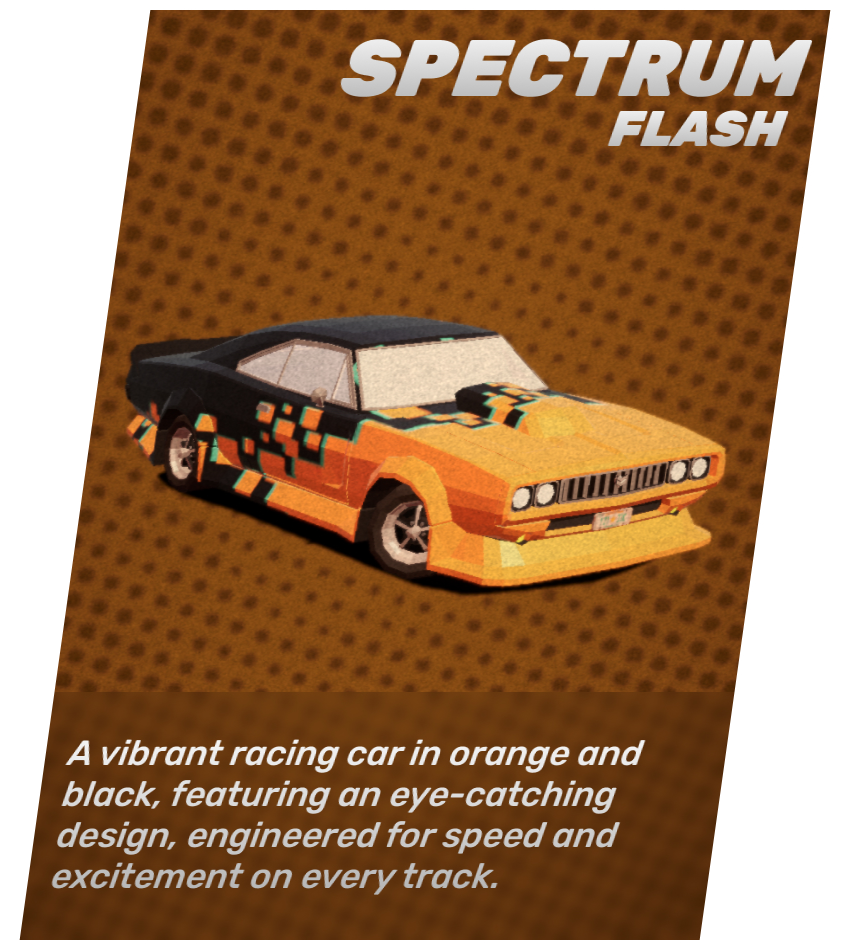 SPECTRUM
FLASH
A vibrant racing car in orange and
black, featuring an eye-catching
design, engineered for speed and
excitement on every track.